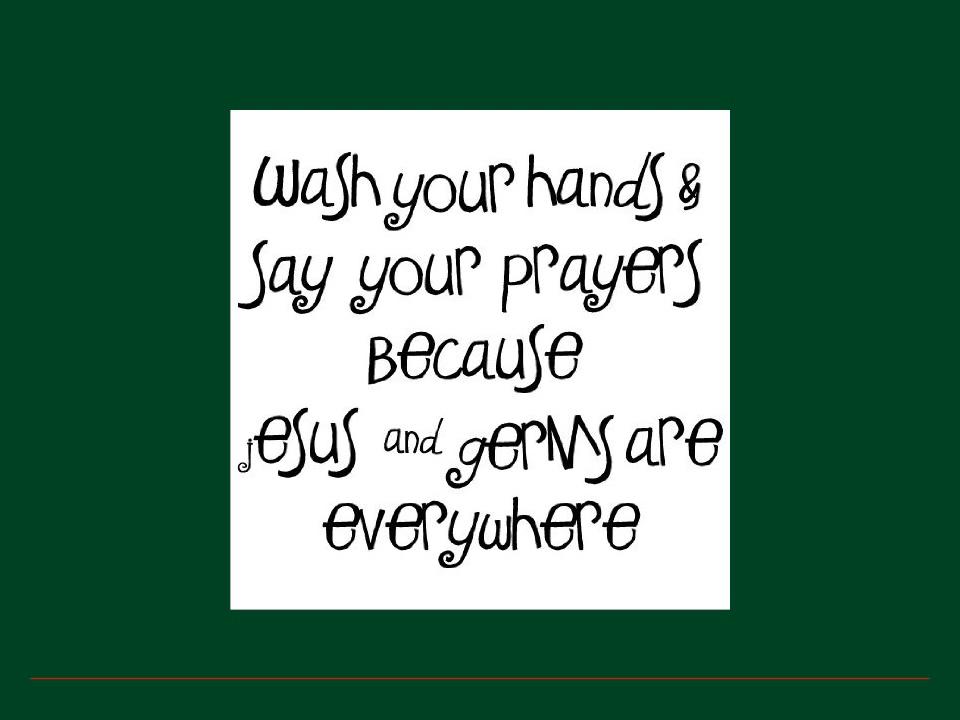 Wash your hands &
say your prayers
Because
jesus and germs are
everywhere